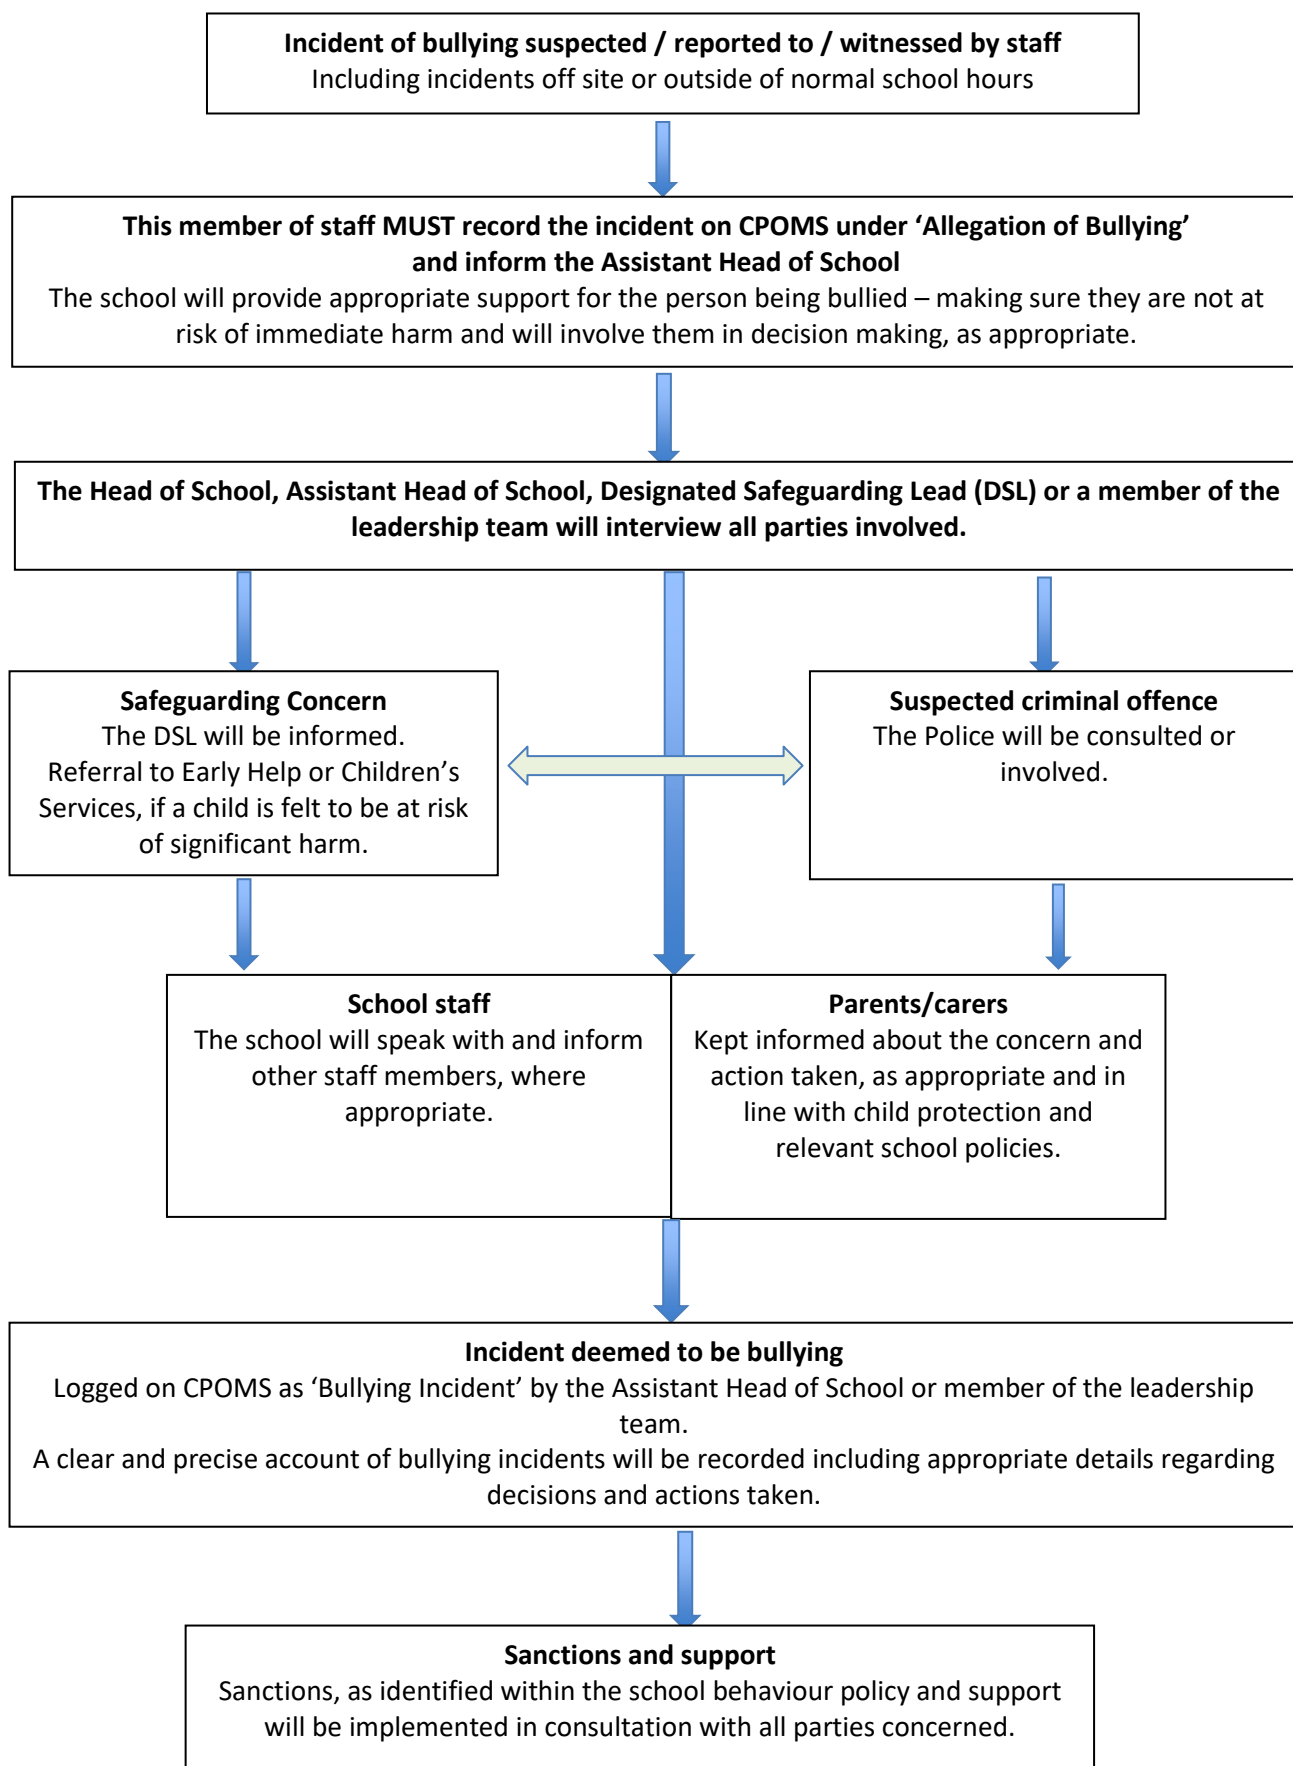 Incident of bullying suspected / reported to / witnessed by staff
Including incidents off site or outside of normal school hours
This member of staff MUST record the incident on CPOMS under ‘Allegation of Bullying’
and inform the Assistant Head of School
The school will provide appropriate support for the person being bullied – making sure they are not at
risk of immediate harm and will involve them in decision making, as appropriate.
The Head of School, Assistant Head of School, Designated Safeguarding Lead (DSL) or a member of the
leadership team will interview all parties involved.
Safeguarding Concern
The DSL will be informed.
Referral to Early Help or Children’s
Services, if a child is felt to be at risk
of significant harm.
Suspected criminal offence
The Police will be consulted or
involved.
School staff
The school will speak with and inform
other staff members, where
appropriate.
Parents/carers
Kept informed about the concern and
action taken, as appropriate and in
line with child protection and
relevant school policies.
Incident deemed to be bullying
Logged on CPOMS as ‘Bullying Incident’ by the Assistant Head of School or member of the leadership
team.
A clear and precise account of bullying incidents will be recorded including appropriate details regarding
decisions and actions taken.
Sanctions and support
Sanctions, as identified within the school behaviour policy and support
will be implemented in consultation with all parties concerned.